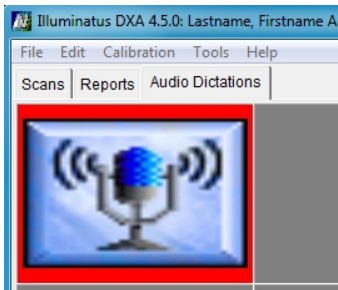 Illuminatus DXA 4.5.0: Lastname, Firstname A
File Edit Calibration Tools Help
Scans Reports Audio Dictations